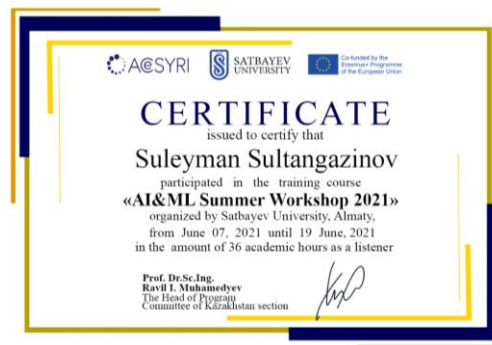 ACeSYRI
SATBAYEV
UNIVERSITY
Co-funded by the
Erasmus+ Programme
of the European Union
CERTIFICATE
issued to certify that
Suleyman Sultangazinov
participated in the training course
«AI&ML Summer Workshop 2021»
organized by Satbayev University, Almaty,
from June 07, 2021 until 19 June, 2021
in the amount of 36 academic hours as a listener
Prof. Dr.Sc.Ing.
Ravil I. Muhamedyev
The Head of Program
Committee of Kazakhstan section